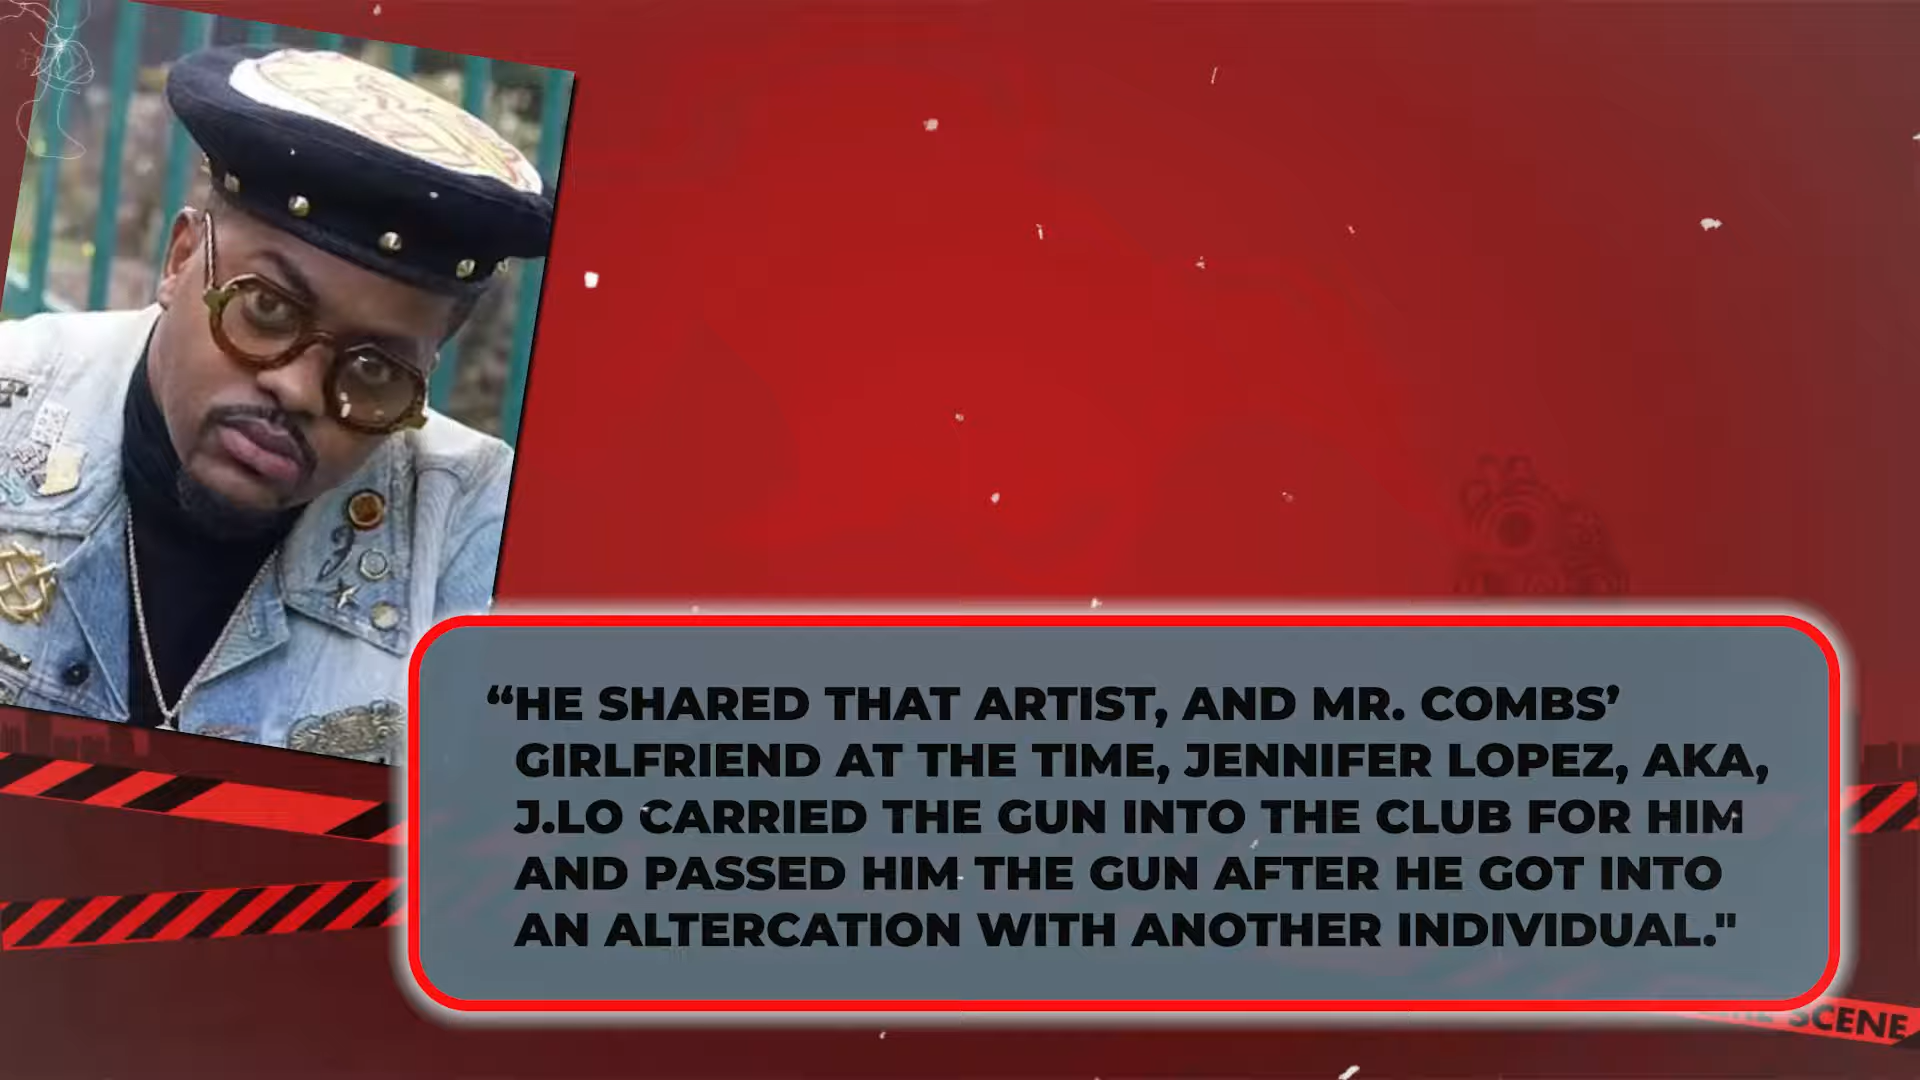 “HE SHARED THAT ARTIST, AND MR. COMBS’
GIRLFRIEND AT THE TIME, JENNIFER LOPEZ, AKA,
J.LO CARRIED THE GUN INTO THE CLUB FOR HIM
AND PASSED HIM THE GUN AFTER HE GOT INTO
AN ALTERCATION WITH ANOTHER INDIVIDUAL."
SCENE